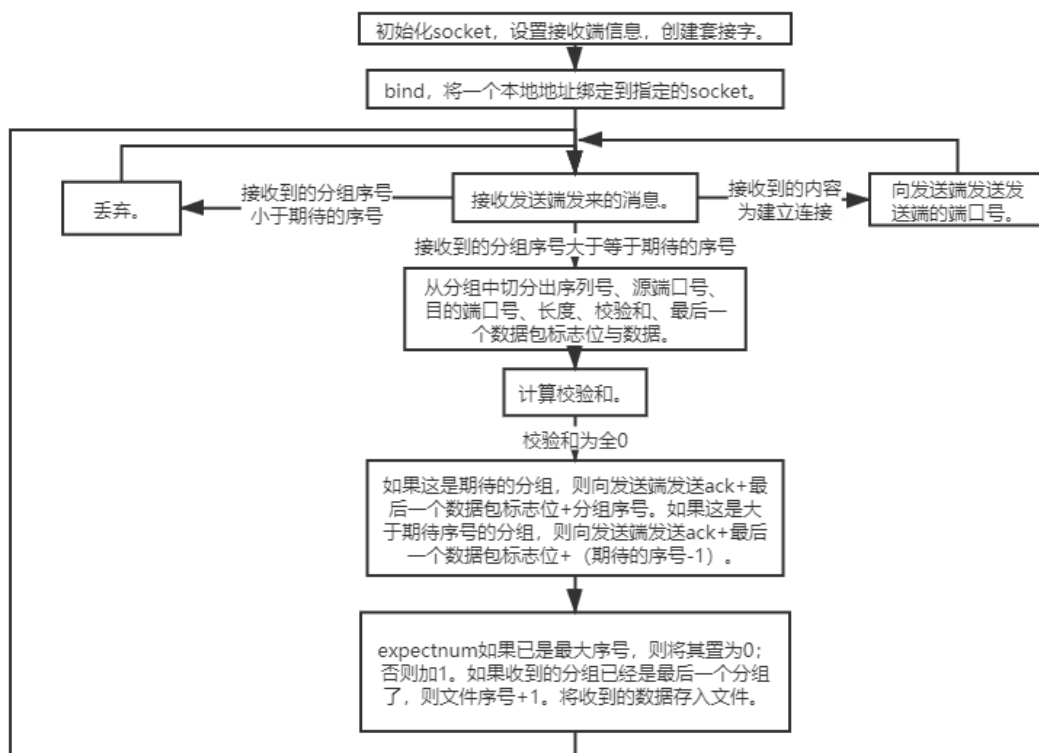 初始化socket，设置接收端信息，创建套接字。
bind，将一个本地地址绑定到指定的socket。
接收到的分组序号
小于期待的序号
丢弃。
接收发送端发来的消息。
接收到的内容
为建立连接
向发送端发送发
送端的端口号。
接收到的分组序号大于等于期待的序号
从分组中切分出序列号、源端口号、
目的端口号、长度、校验和、最后一
个数据包标志位与数据。
计算校验和。
校验和为全0
如果这是期待的分组，则向发送端发送ack+最
后一个数据包标志位+分组序号。如果这是大
于期待序号的分组，则向发送端发送ack+最后
一个数据包标志位+（期待的序号-1）。
expectnum如果已是最大序号，则将其置为0；
否则加1。如果收到的分组已经是最后一个分组
了，则文件序号+1。将收到的数据存入文件。